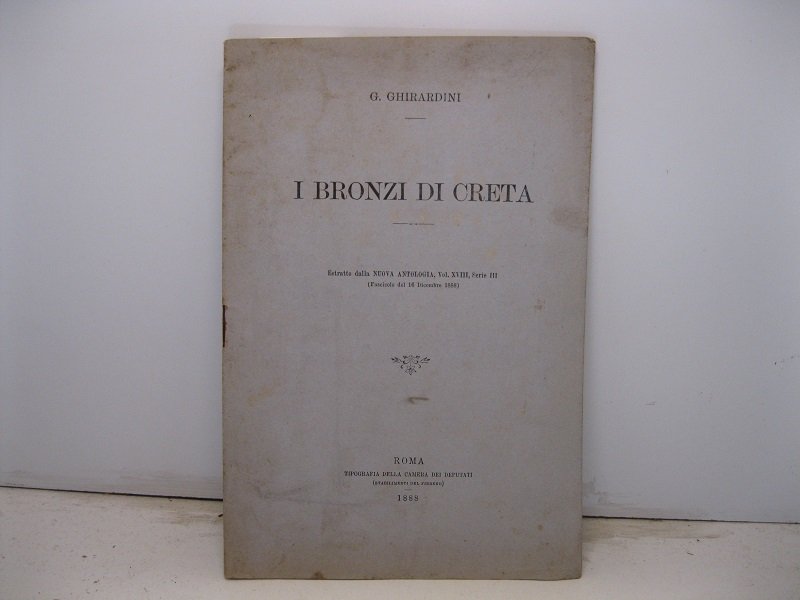 G. GHIRARDINI
I BRONZI DI CRETA
Estratto dalla NUOVA ANTOLOGIA, Vol. XVIII, Serie III
(Fascicolo del 16 Dicembre 1888)
ROMA
TIPOGRAFIA DELLA CAMERA DEI DEPUTATI
(STABILIMENTI DEL FIBRENO)
1888